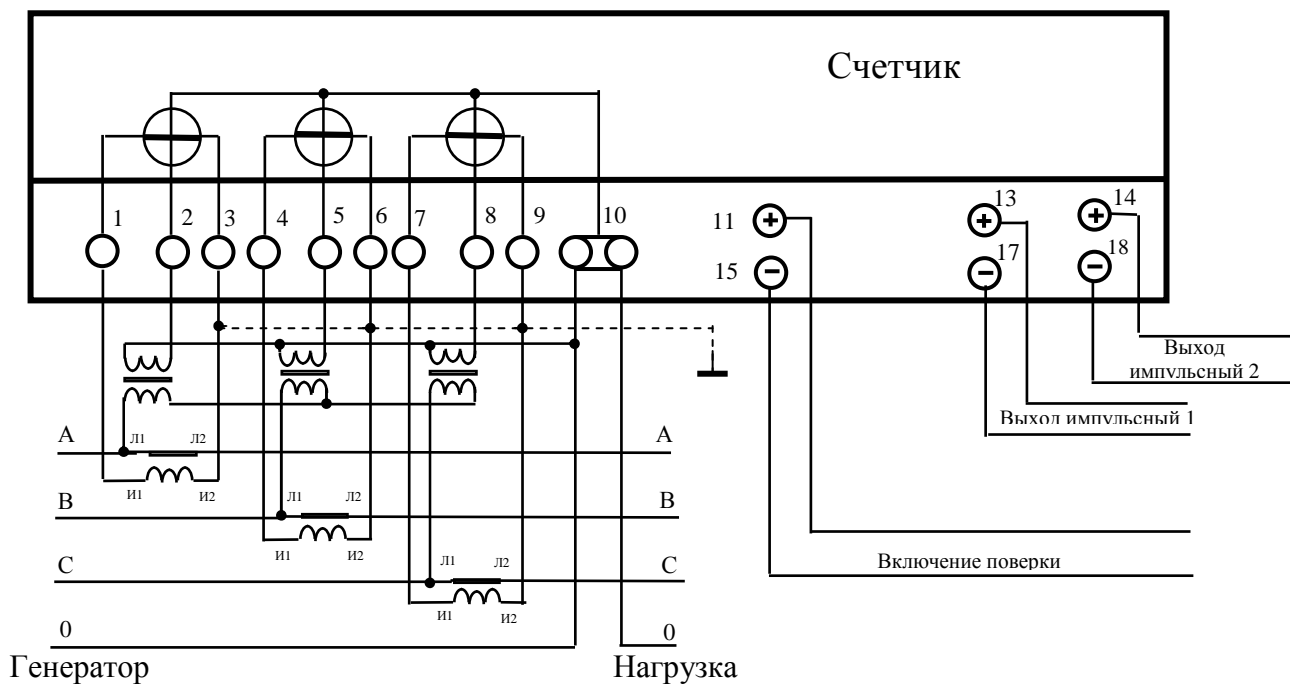 Счетчик
1 2 3 4 5 6 7 8 9 10 11 13 14
15 17 18
Выход
импульсный 2
Выход импульсный 1
A Л1 Л2 A
И1 И2
B Л1 Л2 B
И1 И2
Включение поверки
C Л1 Л2 C
И1 И2
0 0
Генератор Нагрузка